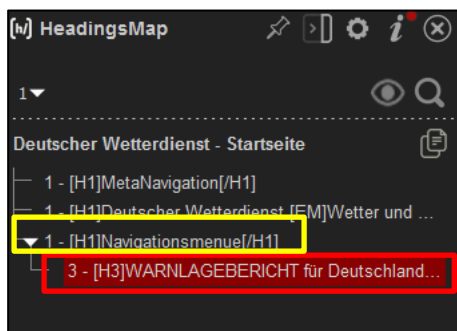 [hᴧ] HeadingsMap
1
Deutscher Wetterdienst - Startseite
1 - [H1]MetaNavigation[/H1]
1 - [H1]Deutscher Wetterdienst [EM]Wetter und ...
1 - [H1]Navigationsmenue[/H1]
3 - [H3]WARNLAGEBERICHT für Deutschland...